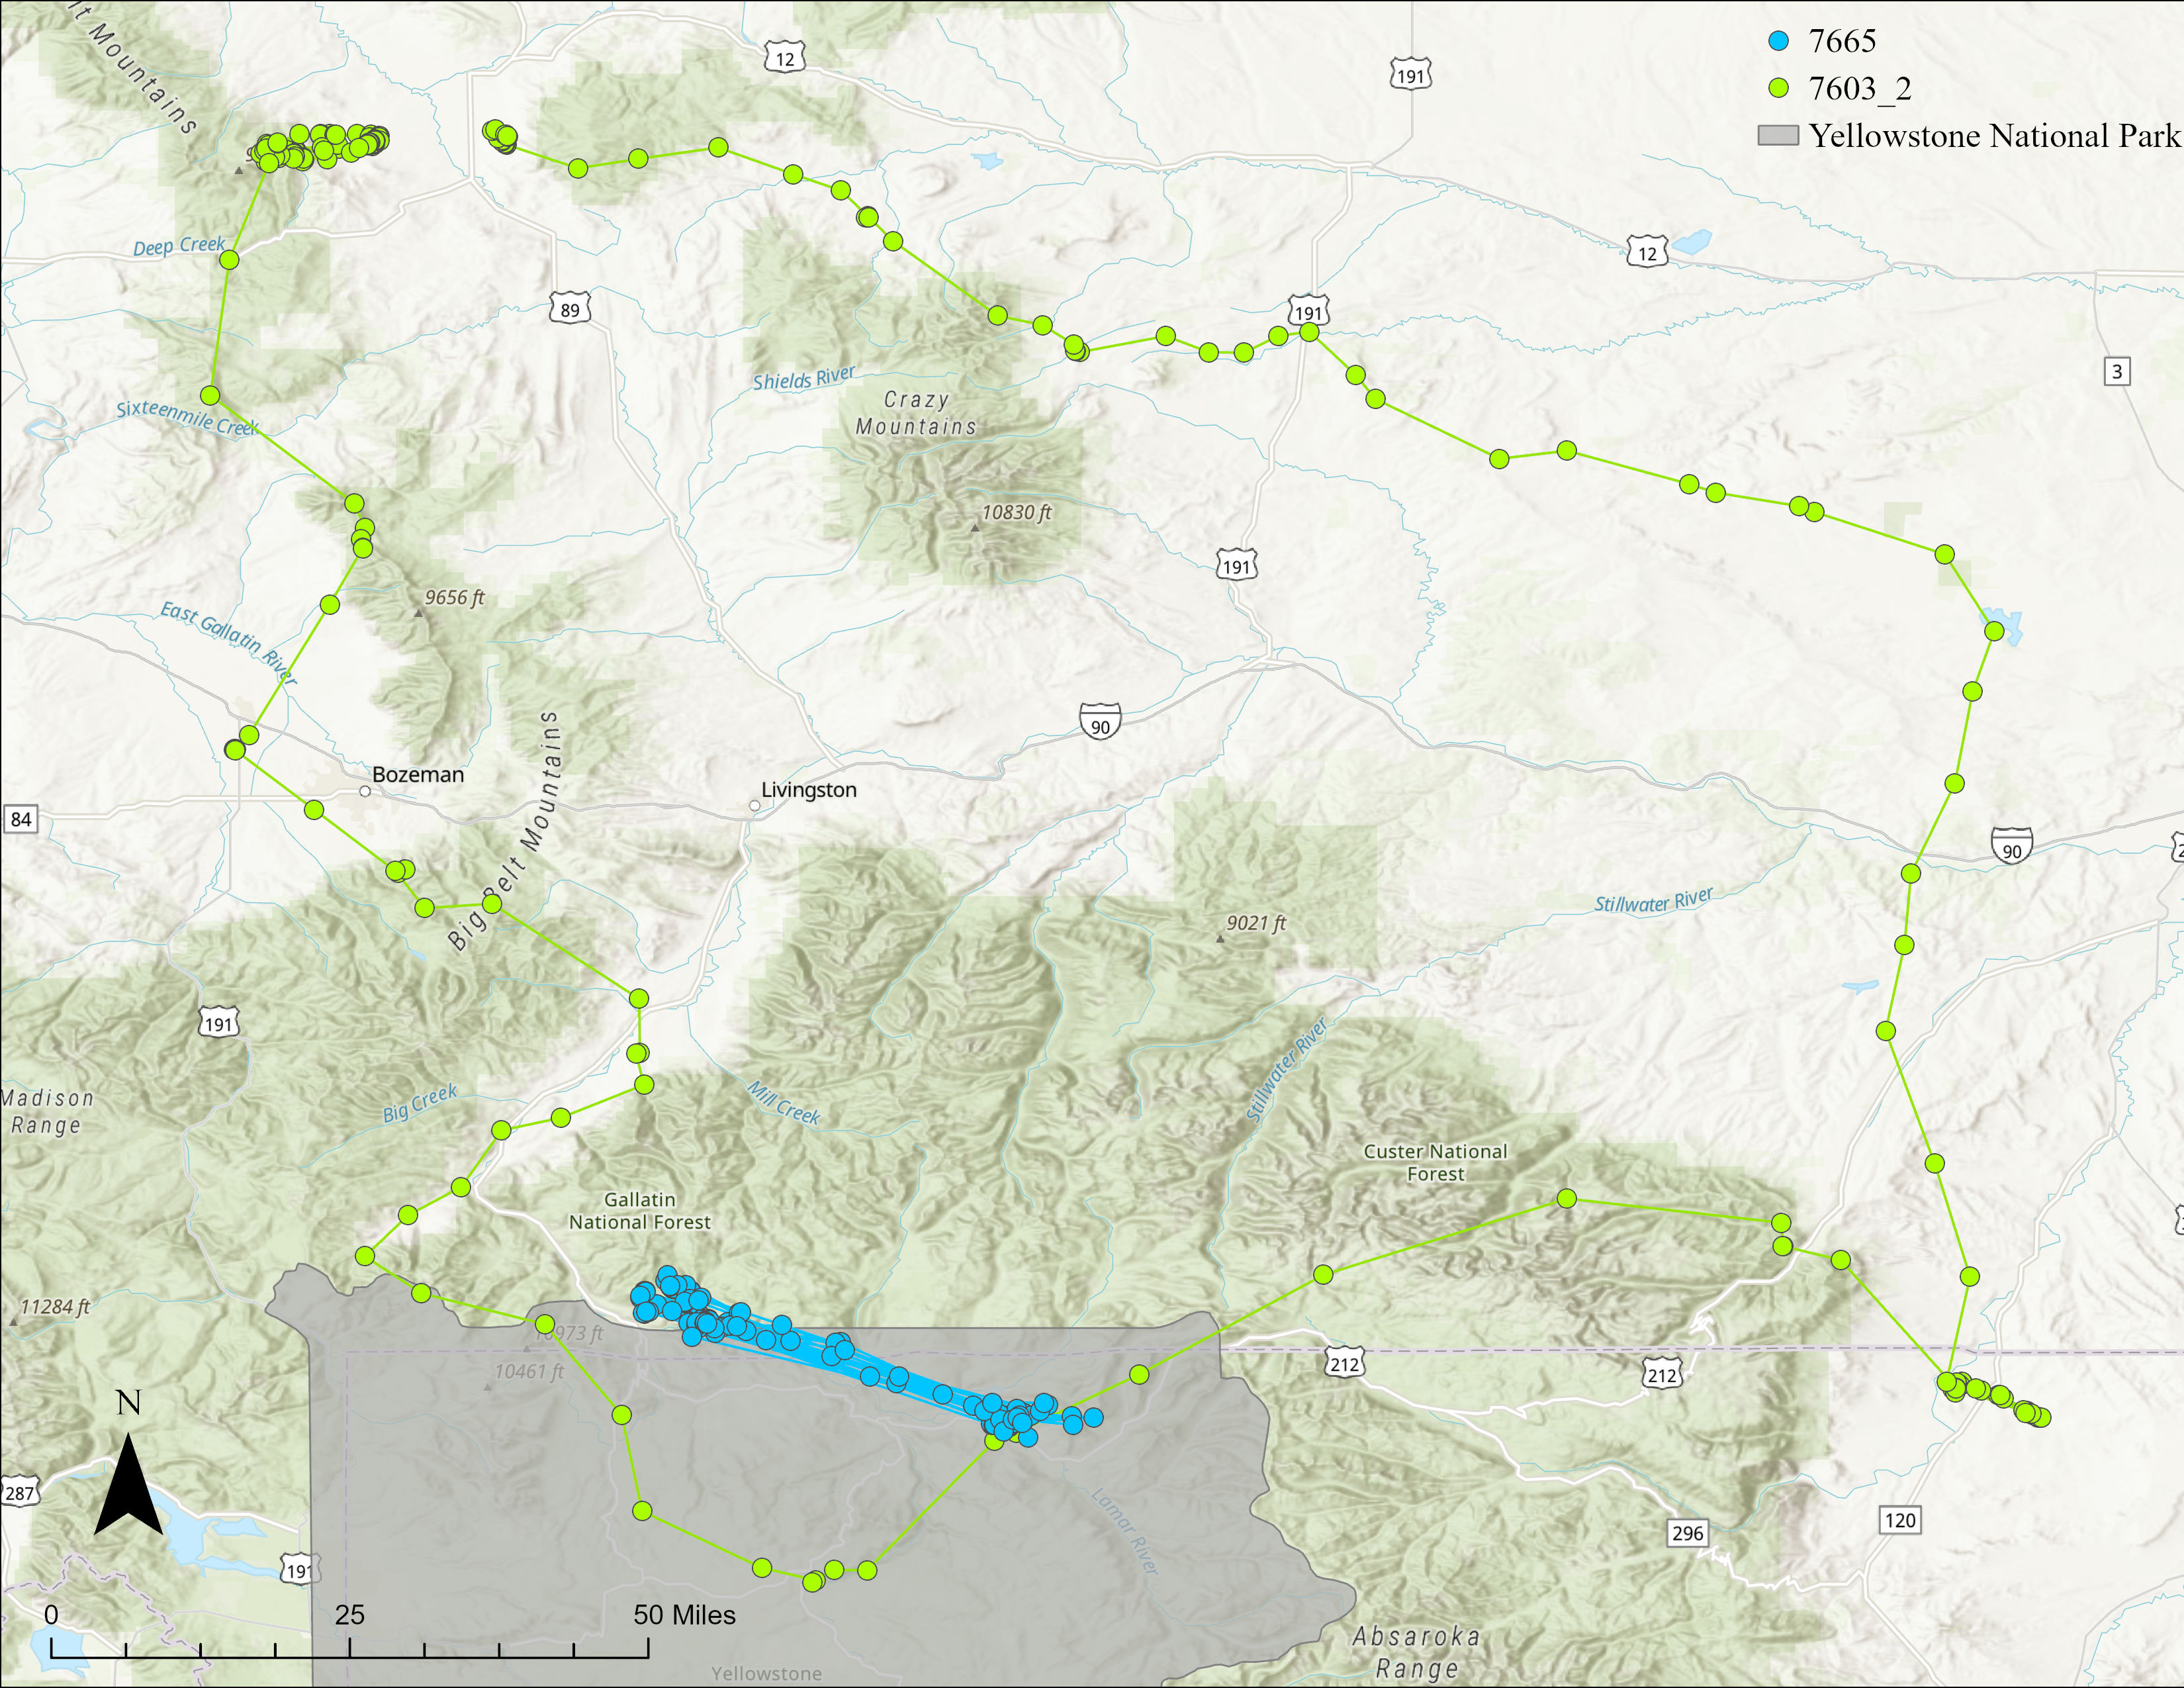 7665
7603_2
Yellowstone National Park
lt Mountains
12
191
Deep Creek
12
89
191
3
Shields River
Sixteenmile Creek
Crazy
Mountains
10830 ft
191
9656 ft
East Gallatin River
90
Bozeman
Livingston
84
90
Big Belt Mountains
Stillwater River
9021 ft
191
Stillwater River
Madison
Range
Big Creek
Mill Creek
Custer National
Forest
Gallatin
National Forest
11284 ft
10973 ft
10461 ft
212
212
N
287
Lamar River
296
120
191
0 25 50 Miles
Absaroka
Range
Yellowstone